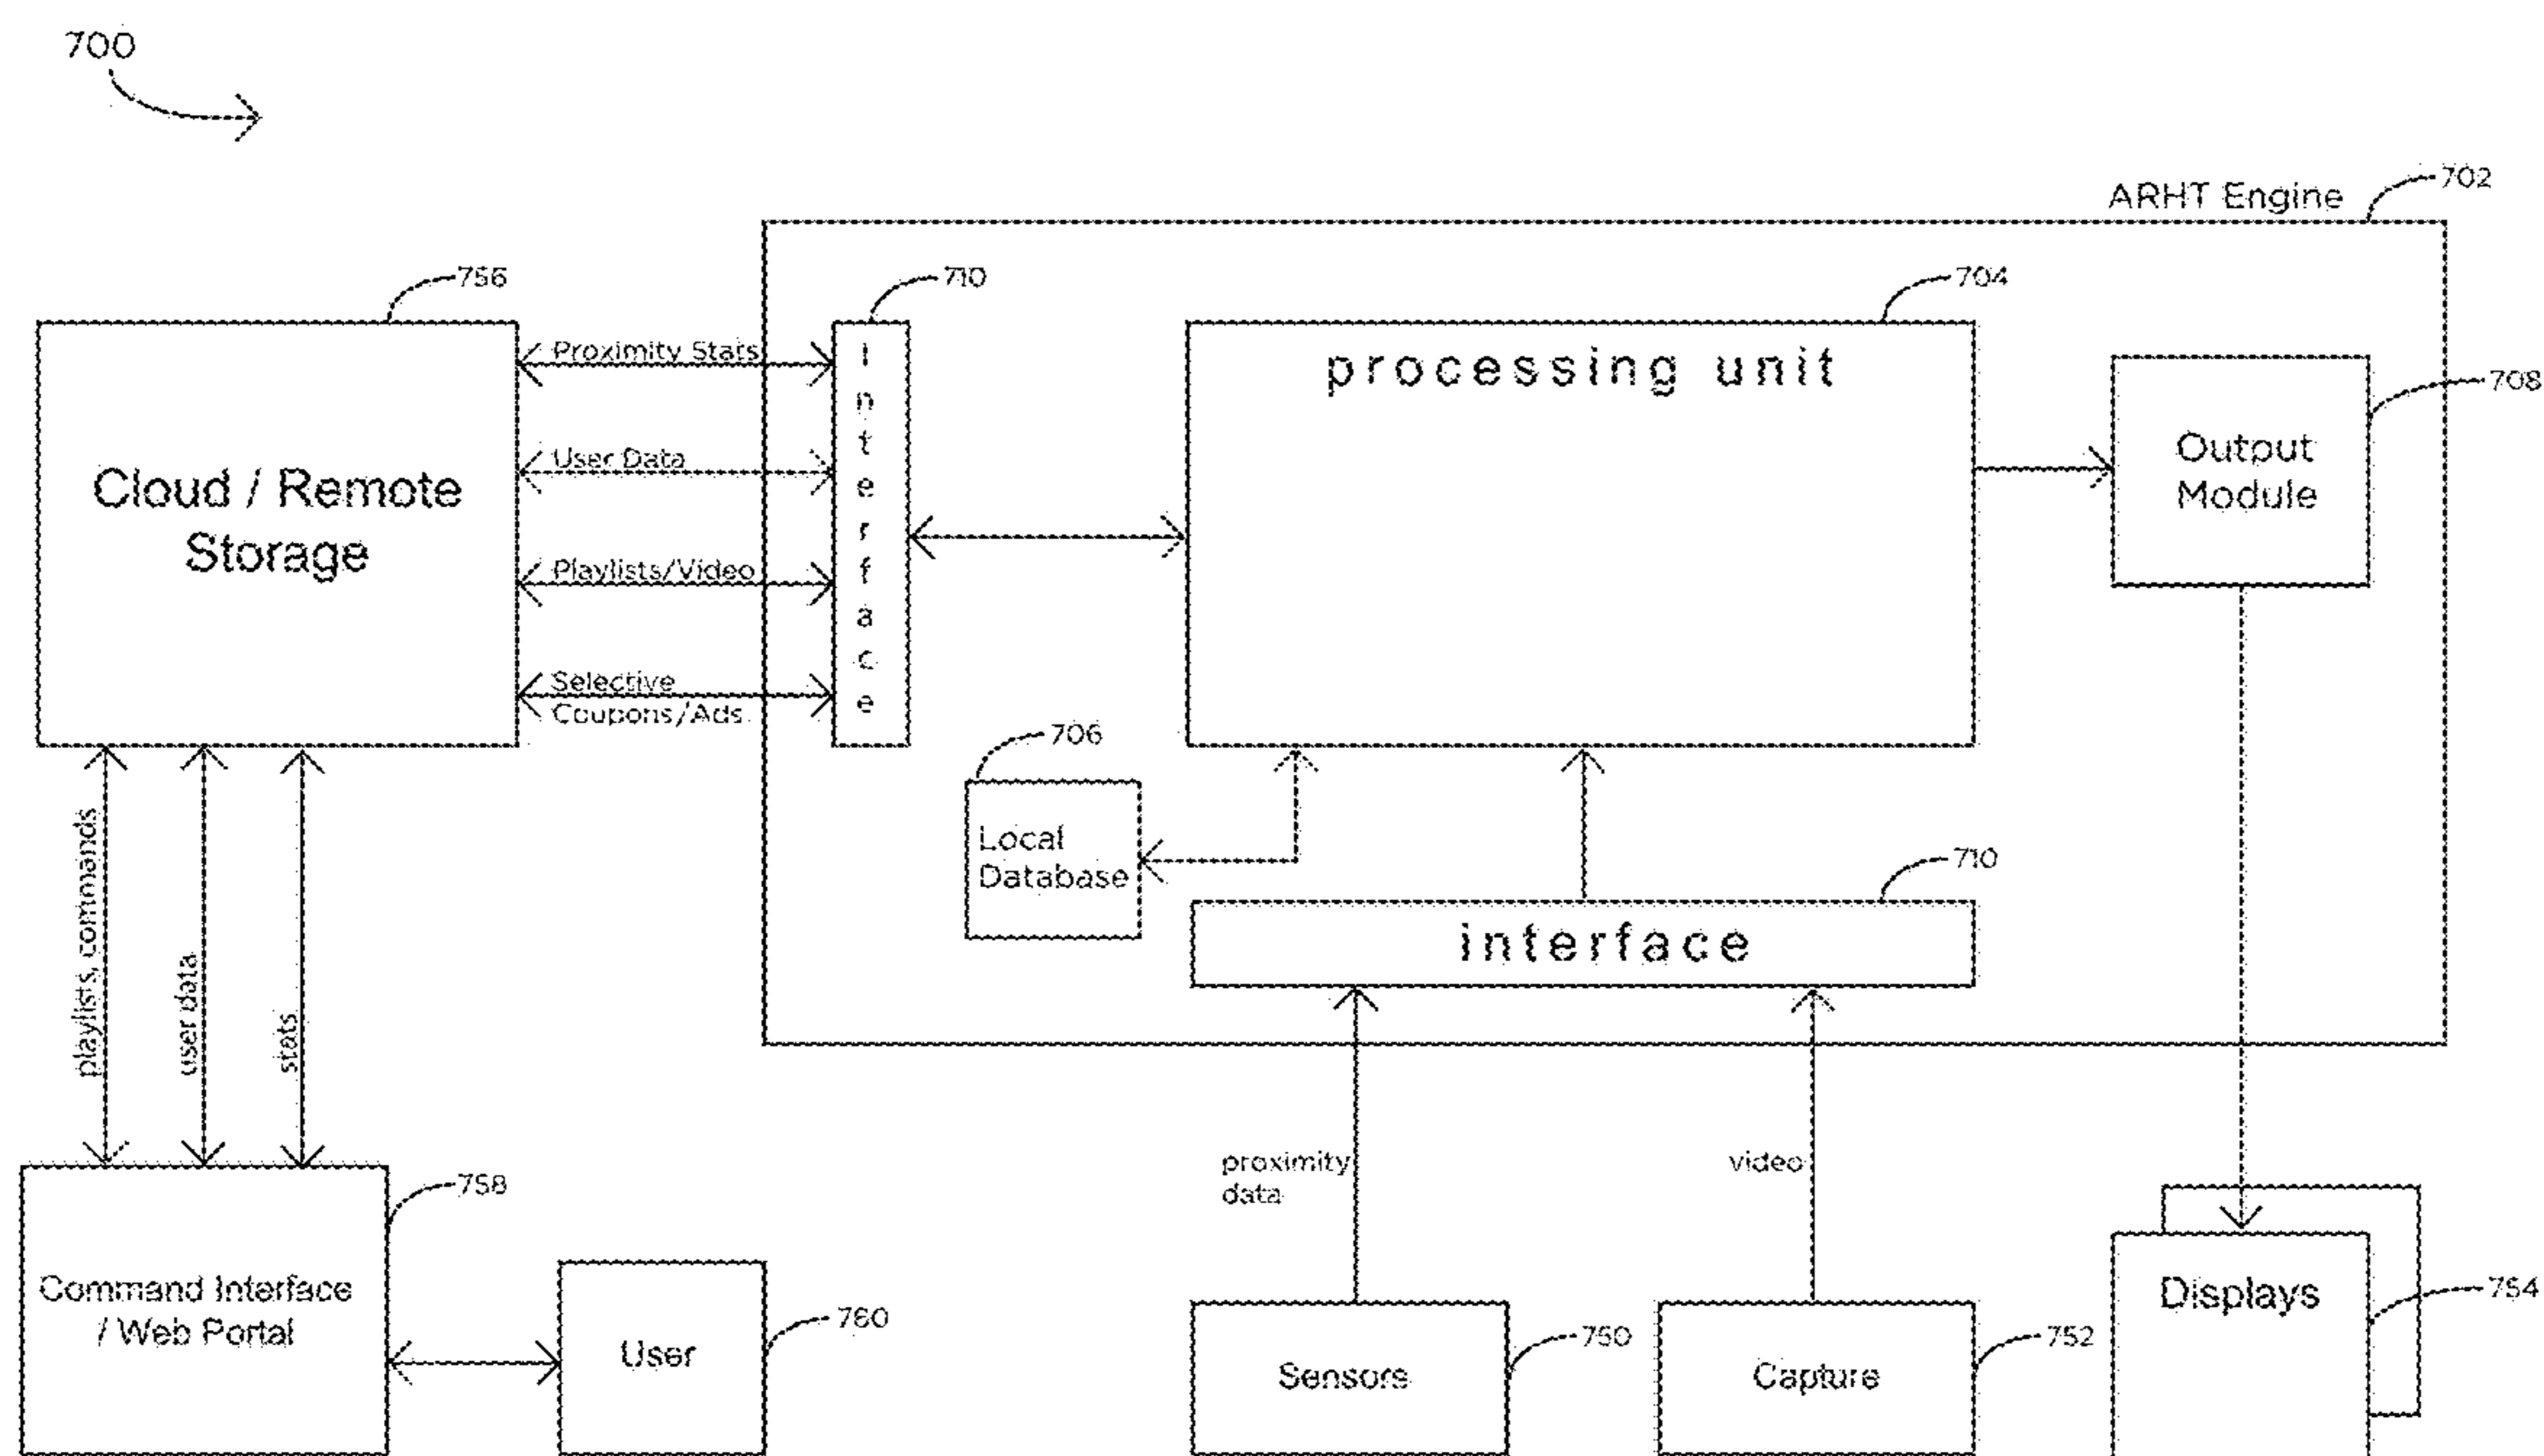 700
ARHT Engine
702
756
710
704
Proximity Stats
User Data
Playlists/Video
Selective
Coupons/Ads
Cloud / Remote
Storage
Interface
processing unit
708
Output
Module
706
Local
Database
710
interface
playlists, commands
user data
stats
proximity
data
video
758
Command Interface
/ Web Portal
User
760
Sensors
750
Capture
752
Displays
754